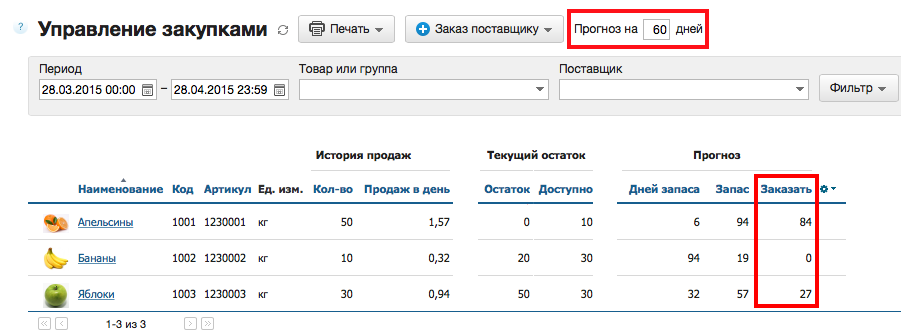 ? Управление закупками Печать Заказ поставщику Прогноз на 60 дней
Период Товар или группа Поставщик
28.03.2015 00:00 – 28.04.2015 23:59 Фильтр
История продаж Текущий остаток Прогноз
Наименование Код Артикул Ед. изм. Кол-во Продаж в день Остаток Доступно Дней запаса Запас Заказать
Апельсины 1001 1230001 кг 50 1,57 0 10 6 94 84
Бананы 1002 1230002 кг 10 0,32 20 30 94 19 0
Яблоки 1003 1230003 кг 30 0,94 50 30 32 57 27
1-3 из 3